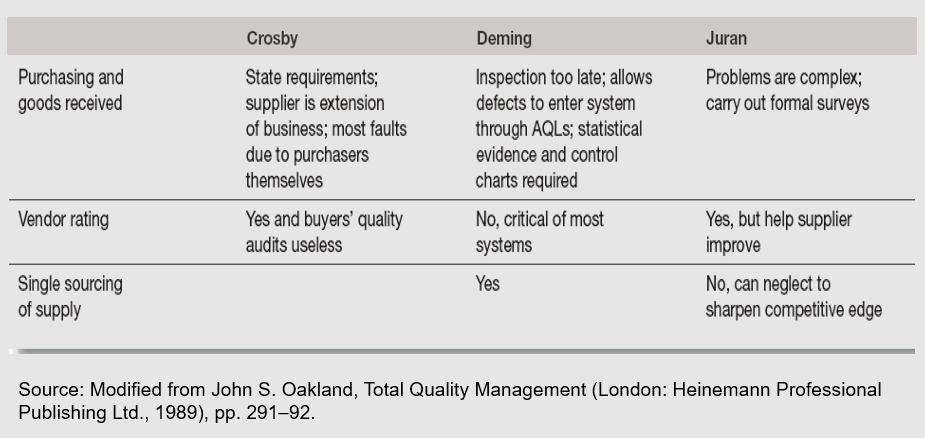 Crosby Deming Juran
Purchasing and State requirements; Inspection too late; allows Problems are complex;
goods received supplier is extension defects to enter system carry out formal surveys
of business; most faults through AQLs; statistical
due to purchasers evidence and control
themselves charts required
Vendor rating Yes and buyers’ quality No, critical of most Yes, but help supplier
audits useless systems improve
Single sourcing Yes No, can neglect to
of supply sharpen competitive edge
Source: Modified from John S. Oakland, Total Quality Management (London: Heinemann Professional
Publishing Ltd., 1989), pp. 291–92.